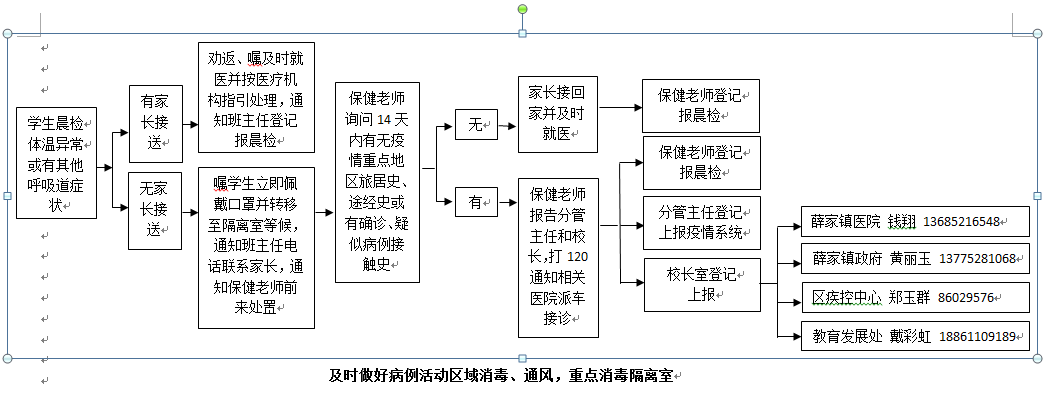 学生晨检
体温异常
或有其他
呼吸道症
状
有家
长接
送
无家
长接
送
劝返、嘱及时就
医并按医疗机
构指引处理，通
知班主任登记
报晨检
嘱学生立即佩
戴口罩并转移
至隔离室等候，
通知班主任电
话联系家长，通
知保健老师前
来处置
保健老师
询问 14 天
内有无疫
情重点地
区旅居史、
途经史或
有确诊、疑
似病例接
触史
无
有
家长接回
家并及时
就医
保健老师
报告分管
主任和校
长，打 120
通知相关
医院派车
接诊
保健老师登记
报晨检
保健老师登记
报晨检
分管主任登记
上报疫情系统
校长室登记
上报
薛家镇医院 钱翔 13685216548
薛家镇政府 黄丽玉 13775281068
区疾控中心 郑玉群 86029576
教育发展处 戴彩虹 18861109189
及时做好病例活动区域消毒、通风，重点消毒隔离室